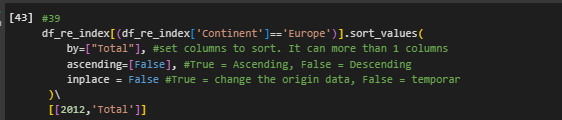 [43] #39
df_re_index[(df_re_index['Continent']=='Europe')].sort_values(
by=["Total"], #set columns to sort. It can more than 1 columns
ascending=[False], #True = Ascending, False = Descending
inplace = False #True = change the origin data, False = temporar
)\
[[2012,'Total']]